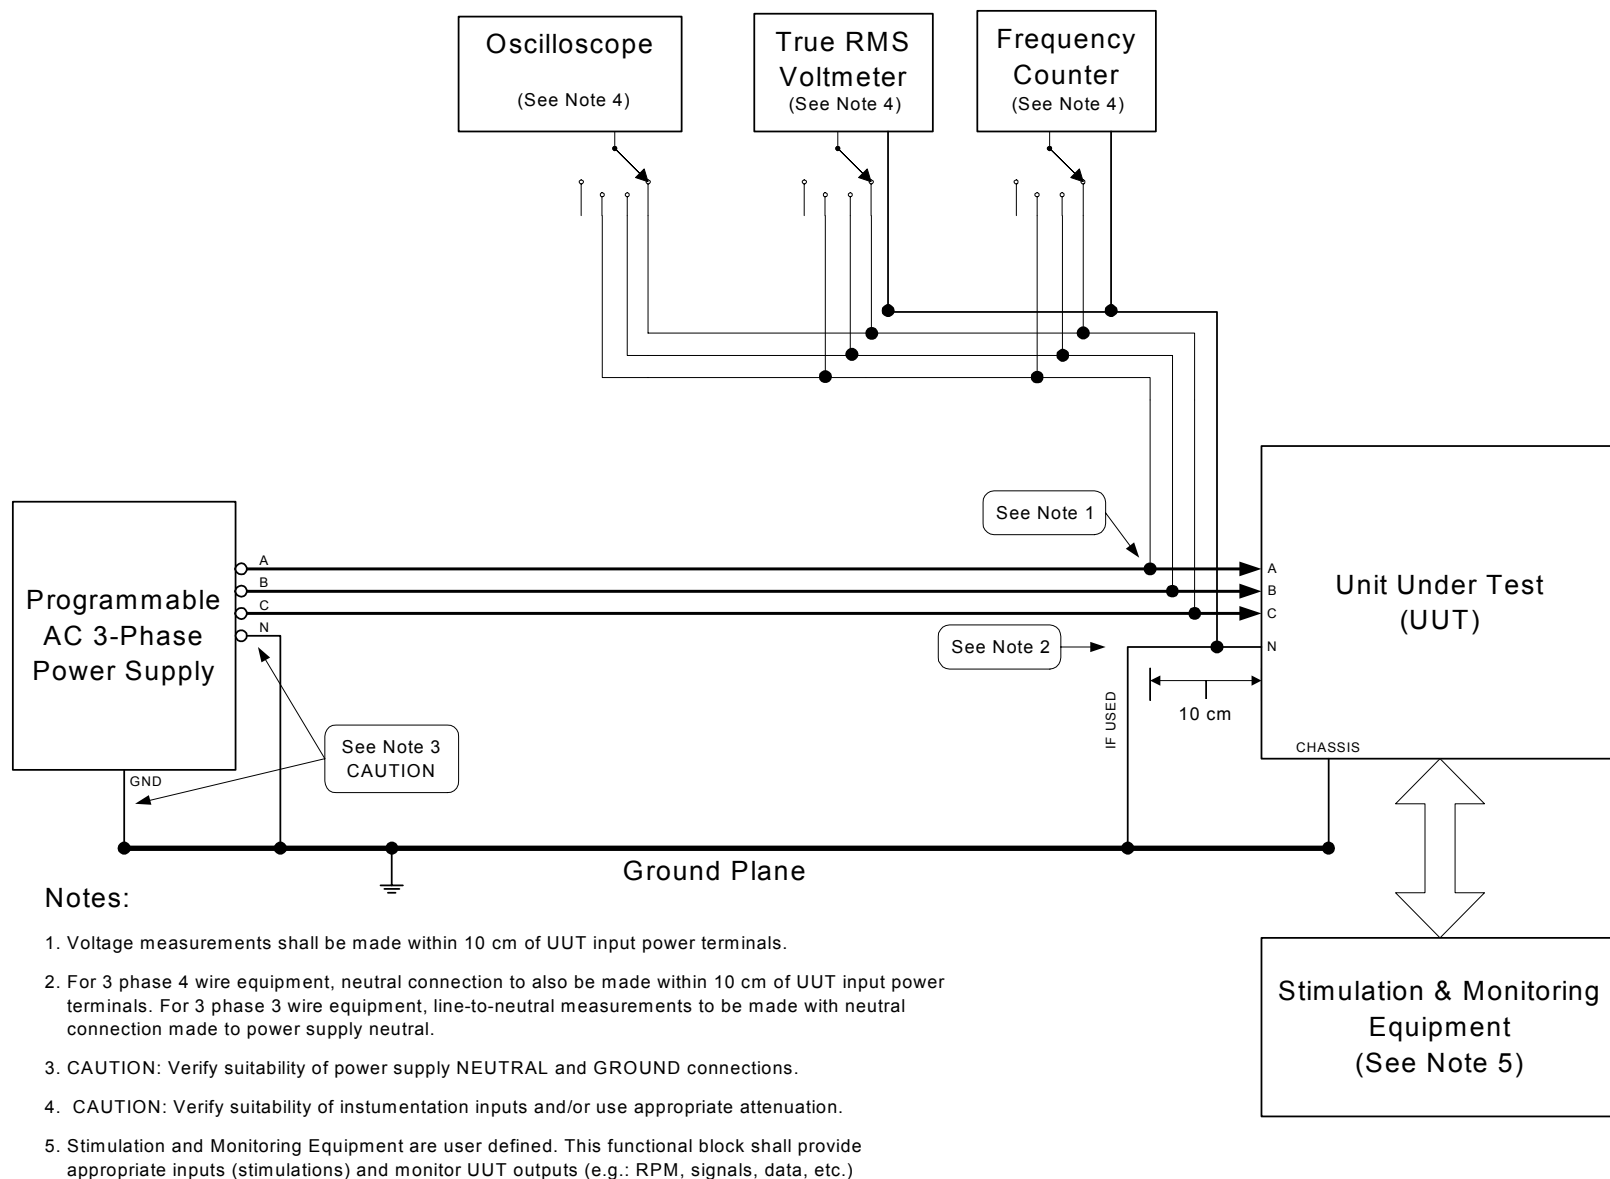 Oscilloscope
(See Note 4)
True RMS
Voltmeter
(See Note 4)
Frequency
Counter
(See Note 4)
See Note 1
Programmable
AC 3-Phase
Power Supply
A
B
C
N
GND
See Note 3
CAUTION
See Note 2
IF USED
10 cm
A
B
C
N
Unit Under Test
(UUT)
CHASSIS
Ground Plane
Stimulation & Monitoring
Equipment
(See Note 5)
Notes:
1. Voltage measurements shall be made within 10 cm of UUT input power terminals.
2. For 3 phase 4 wire equipment, neutral connection to also be made within 10 cm of UUT input power
terminals. For 3 phase 3 wire equipment, line-to-neutral measurements to be made with neutral
connection made to power supply neutral.
3. CAUTION: Verify suitability of power supply NEUTRAL and GROUND connections.
4. CAUTION: Verify suitability of instumentation inputs and/or use appropriate attenuation.
5. Stimulation and Monitoring Equipment are user defined. This functional block shall provide
appropriate inputs (stimulations) and monitor UUT outputs (e.g.: RPM, signals, data, etc.)